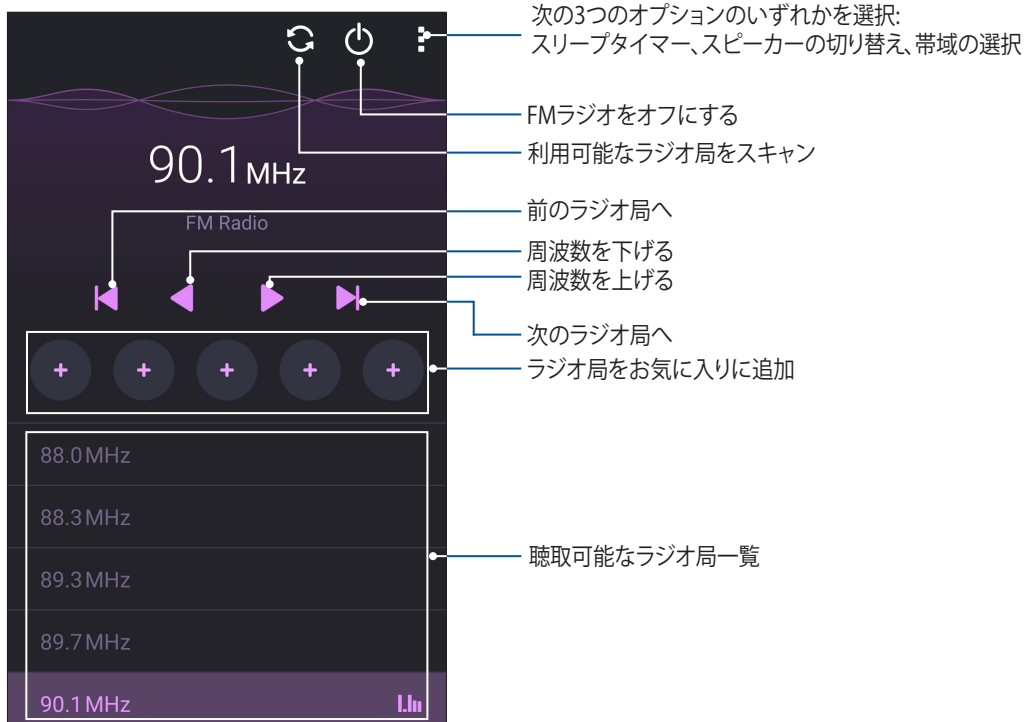 次の3つのオプションのいずれかを選択:
スリープタイマー、スピーカーの切り替え、帯域の選択
FMラジオをオフにする
利用可能なラジオ局をスキャン
90.1MHz
FM Radio
前のラジオ局へ
周波数を下げる
周波数を上げる
次のラジオ局へ
ラジオ局をお気に入りに追加
88.0MHz
88.3MHz
89.3MHz
89.7MHz
90.1MHz
聴取可能なラジオ局一覧